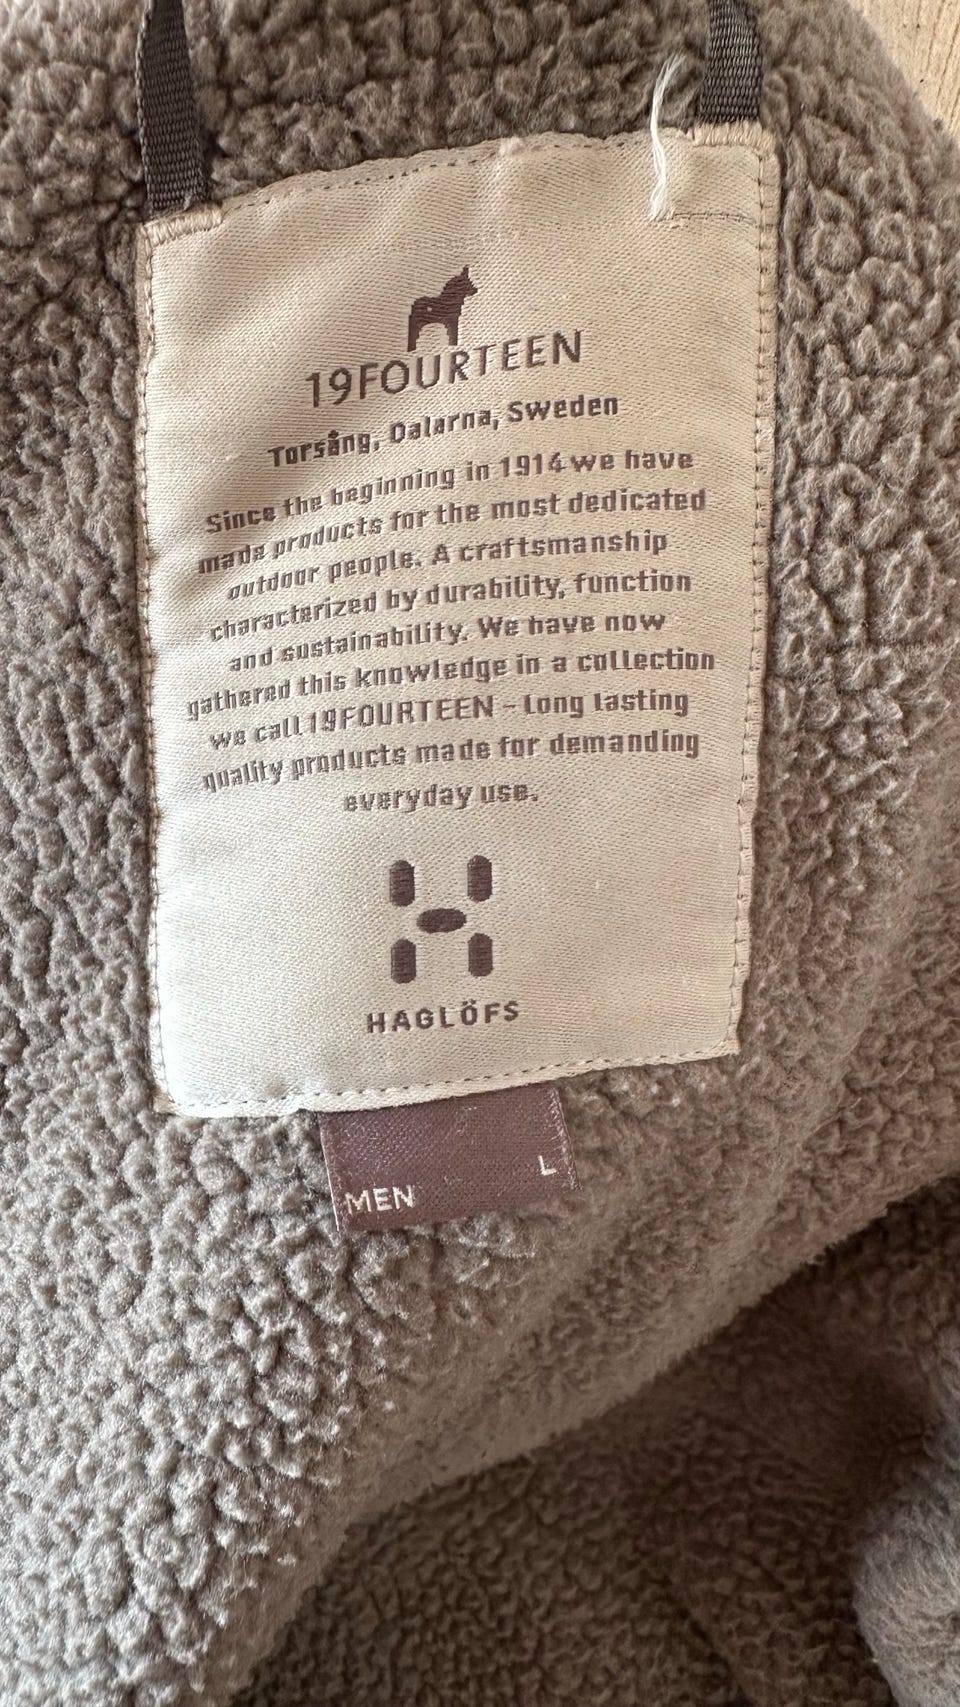 19FOURTEEN
Torsång, Dalarna, Sweden
Since the beginning in 1914 we have
made products for the most dedicated
outdoor people. A craftsmanship
characterized by durability, function
and sustainability. We have now
gathered this knowledge in a collection
we call 19FOURTEEN - Long lasting
quality products made for demanding
everyday use.
HAGLÖFS
MEN L